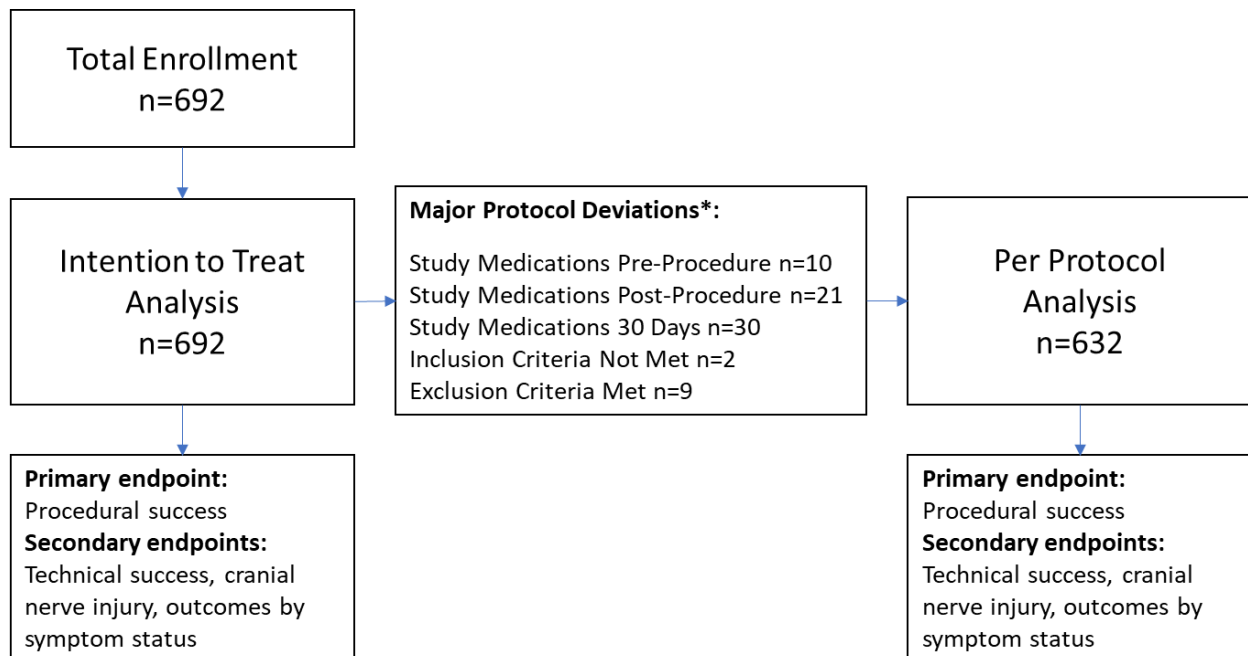 Total Enrollment
n=692
Intention to Treat
Analysis
n=692
Major Protocol Deviations*:
Study Medications Pre-Procedure n=10
Study Medications Post-Procedure n=21
Study Medications 30 Days n=30
Inclusion Criteria Not Met n=2
Exclusion Criteria Met n=9
Per Protocol
Analysis
n=632
Primary endpoint:
Procedural success
Secondary endpoints:
Technical success, cranial
nerve injury, outcomes by
symptom status
Primary endpoint:
Procedural success
Secondary endpoints:
Technical success, cranial
nerve injury, outcomes by
symptom status